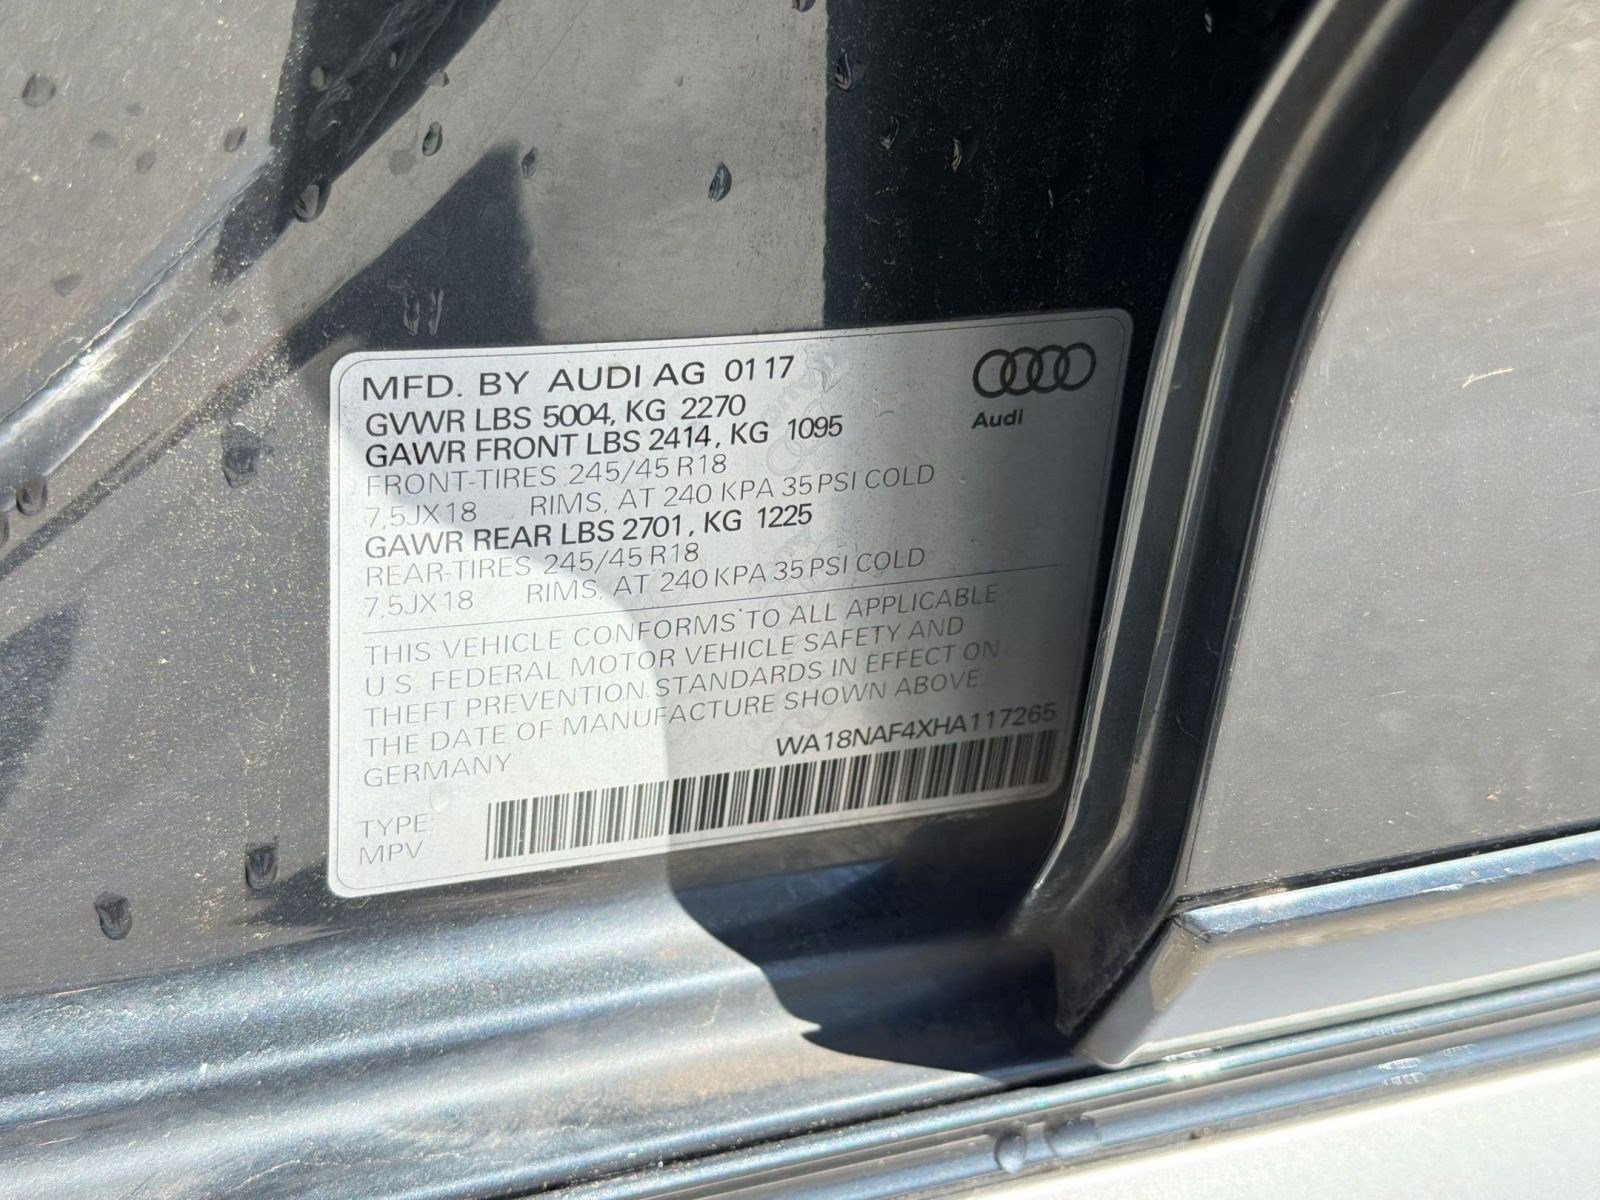 MFD. BY AUDI AG 01 17
GVWR LBS 5004, KG 2270
GAWR FRONT LBS 2414, KG 1095
FRONT-TIRES 245/45 R18
7,5JX18 RIMS, AT 240 KPA 35 PSI COLD
GAWR REAR LBS 2701, KG 1225
REAR-TIRES 245/45 R18
7,5JX18 RIMS, AT 240 KPA 35 PSI COLD
Audi
THIS VEHICLE CONFORMS TO ALL APPLICABLE
U.S. FEDERAL MOTOR VEHICLE SAFETY AND
THEFT PREVENTION STANDARDS IN EFFECT ON
THE DATE OF MANUFACTURE SHOWN ABOVE
GERMANY
WA18NAF4XHA117265
TYPE:
MPV